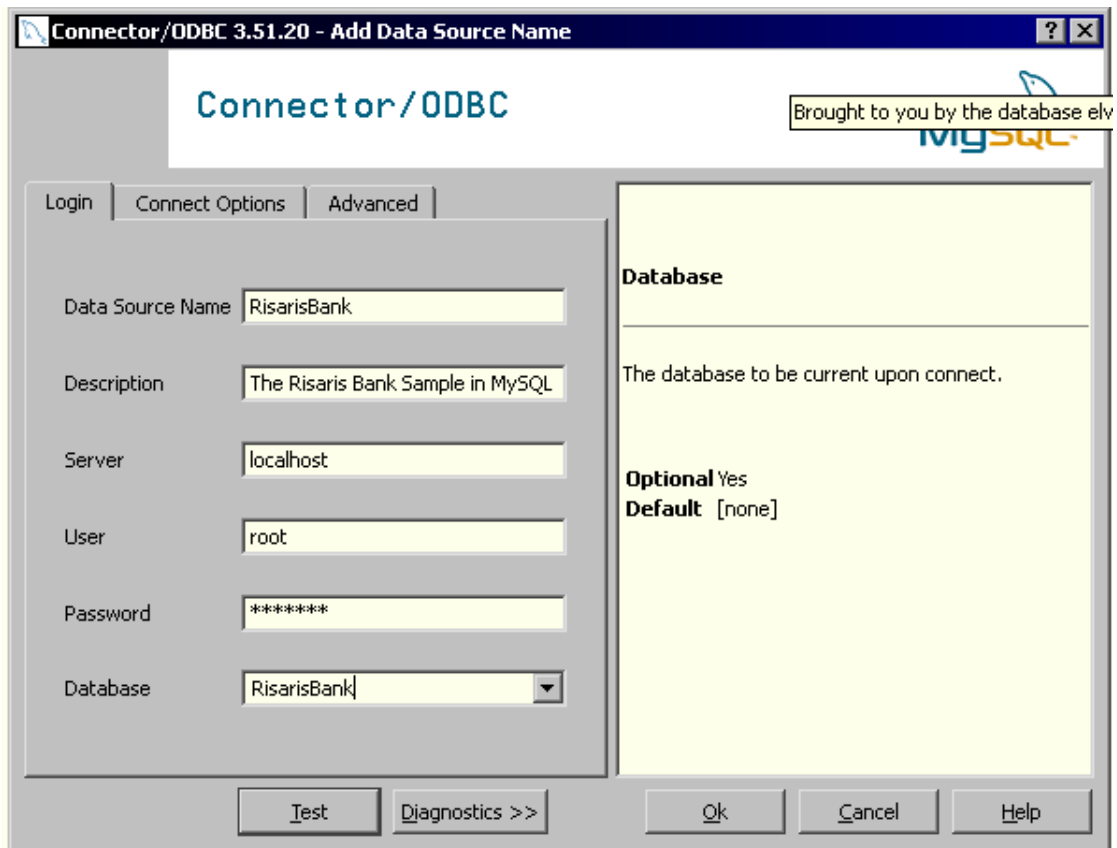 Connector/ODBC 3.51.20 - Add Data Source Name
Connector/ODBC
Brought to you by the database elv
MySQL
Login
Connect Options
Advanced
Data Source Name RisarisBank
Description The Risaris Bank Sample in MySQL
Server localhost
User root
Password *******
Database RisarisBank
Database
The database to be current upon connect.
Optional Yes
Default [none]
Test
Diagnostics >>
Ok
Cancel
Help